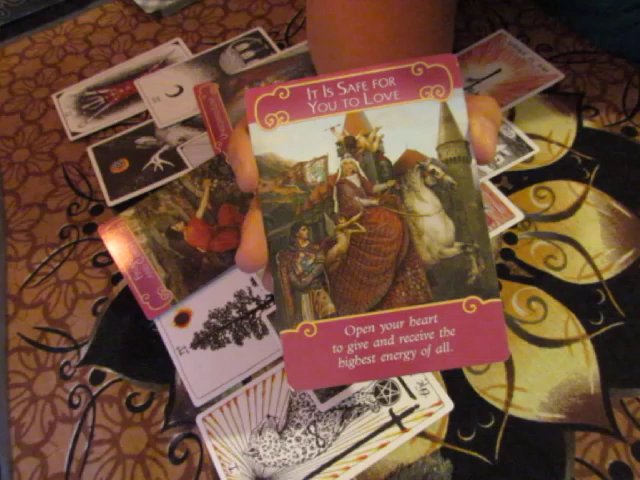 It Is Safe for
You to Love
Open your heart
to give and receive the
highest energy of all.